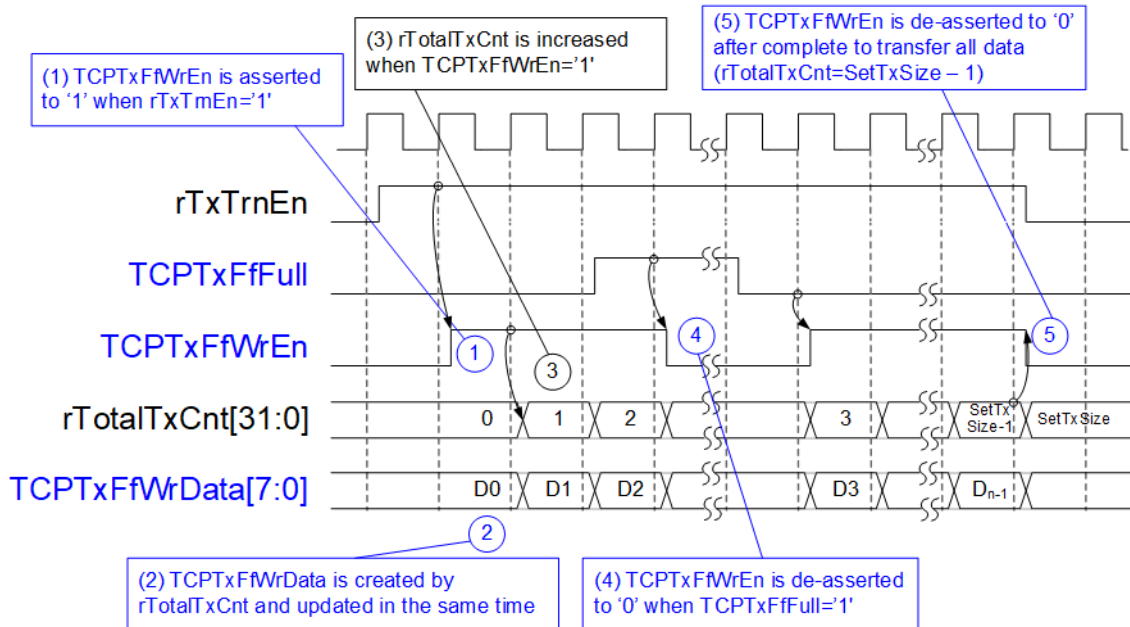 (1) TCPTxFfWrEn is asserted
to ‘1’ when rTxTrnEn=’1'
(3) rTotalTxCnt is increased
when TCPTxFfWrEn='1'
(5) TCPTxFfWrEn is de-asserted to ‘0’
after complete to transfer all data
(rTotalTxCnt=SetTxSize – 1)
rTxTrnEn
TCPTxFfFull
TCPTxFfWrEn
1
3
4
5
rTotalTxCnt[31:0]
0
1
2
3
SetTx
Size-1
SetTxSize
TCPTxFfWrData[7:0]
D0
D1
D2
D3
Dn-1
2
(2) TCPTxFfWrData is created by
rTotalTxCnt and updated in the same time
(4) TCPTxFfWrEn is de-asserted
to ‘0’ when TCPTxFfFull='1'